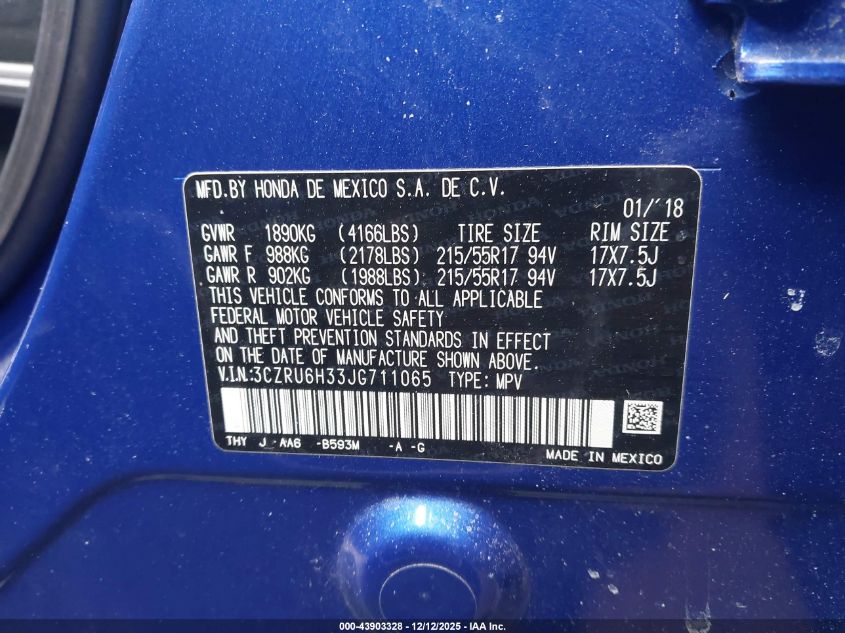 MFD.BY HONDA DE MEXICO S.A. DE C.V.
01/'18
GVWR 1890KG (4166LBS) TIRE SIZE RIM SIZE
GAWR F 988KG (2178LBS) 215/55R17 94V 17X7.5J
GAWR R 902KG (1988LBS) 215/55R17 94V 17X7.5J
THIS VEHICLE CONFORMS TO ALL APPLICABLE
FEDERAL MOTOR VEHICLE SAFETY
AND THEFT PREVENTION STANDARDS IN EFFECT
ON THE DATE OF MANUFACTURE SHOWN ABOVE.
V.I.N:3CZRU6H33JG711065 TYPE: MPV
THY J -AA6 -B593M -A -G
MADE IN MEXICO
000-43903328 - 12/12/2025 - IAA Inc.